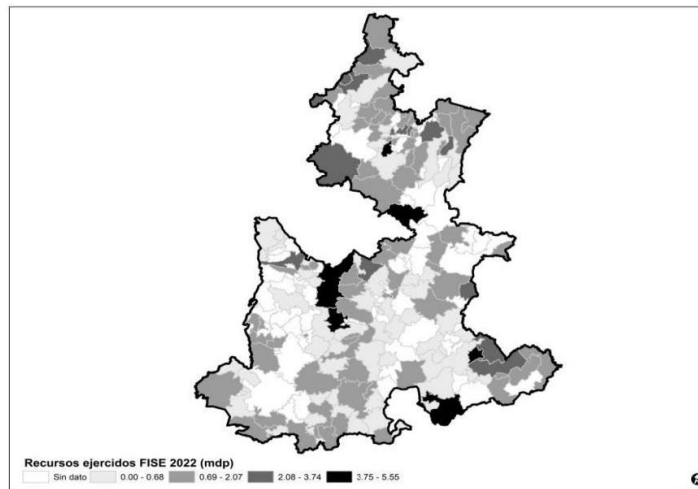 Recursos ejercidos FISE 2022 (mdp)
Sin dato 0.00 - 0.68 0.69 - 2.07 2.08 - 3.74 3.75 - 5.55